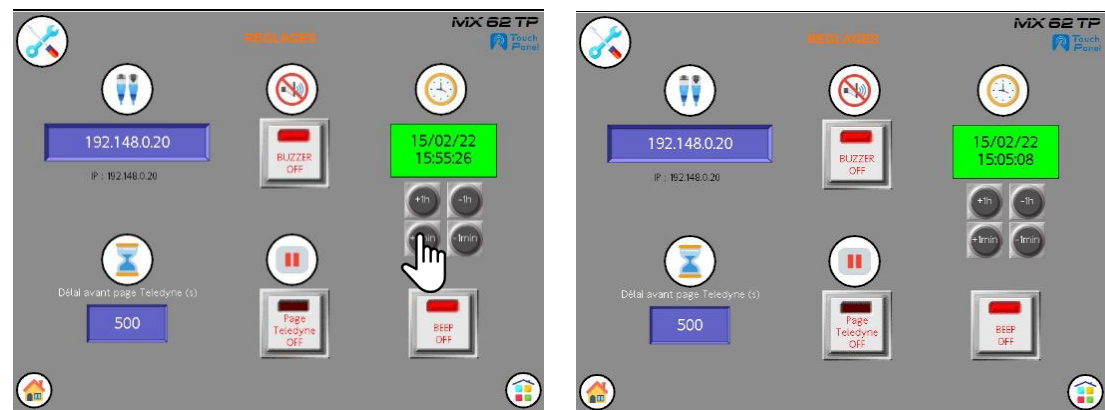 MX 62 TP
REGLAGES
Touch
Panel
192.148.0.20
IP : 192.148.0.20
BUZZER
OFF
15/02/22
15:55:26
+1h
-1h
-1min
Délai avant page Teledyne (s)
500
Page
Teledyne
OFF
BEEP
OFF
MX 62 TP
REGLAGES
Touch
Panel
192.148.0.20
IP : 192.148.0.20
BUZZER
OFF
15/02/22
15:05:08
+1h
-1h
+1min
-1min
Délai avant page Teledyne (s)
500
Page
Teledyne
OFF
BEEP
OFF